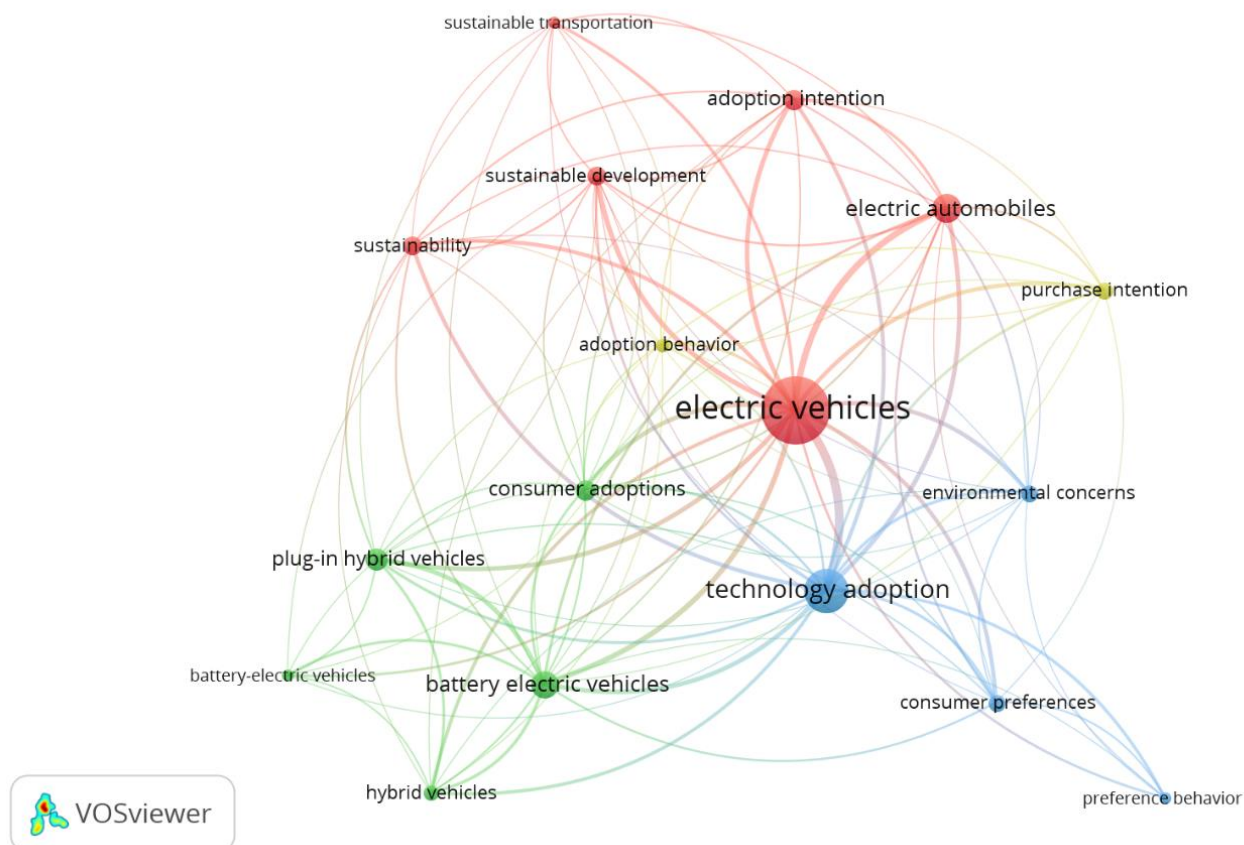 sustainable transportation
adoption intention
sustainable development
electric automobiles
sustainability
purchase intention
adoption behavior
electric vehicles
consumer adoptions
environmental concerns
plug-in hybrid vehicles
technology adoption
battery-electric vehicles
battery electric vehicles
consumer preferences
hybrid vehicles
preference behavior
VOSviewer